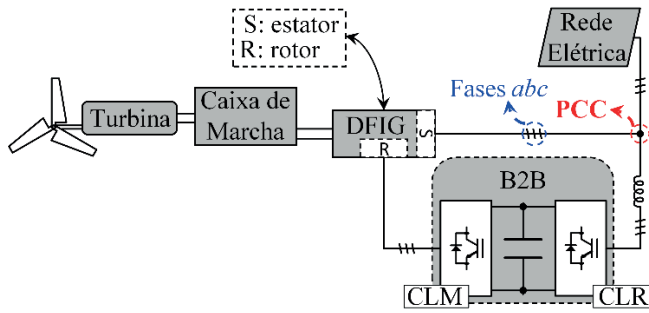 S: estator
R: rotor
Rede
Elétrica
Turbina
Caixa de
Marcha
DFIG
S
R
Fases abc
PCC
B2B
CLM
CLR